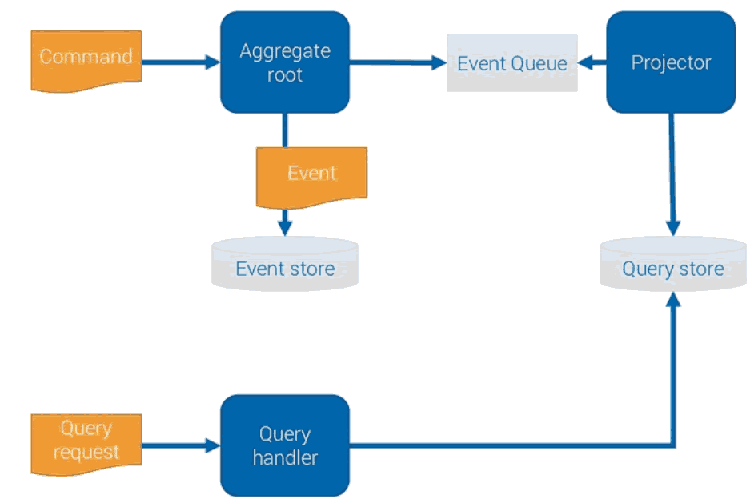 Command
Aggregate
root
Event Queue
Projector
Event
Event store
Query store
Query
request
Query
handler